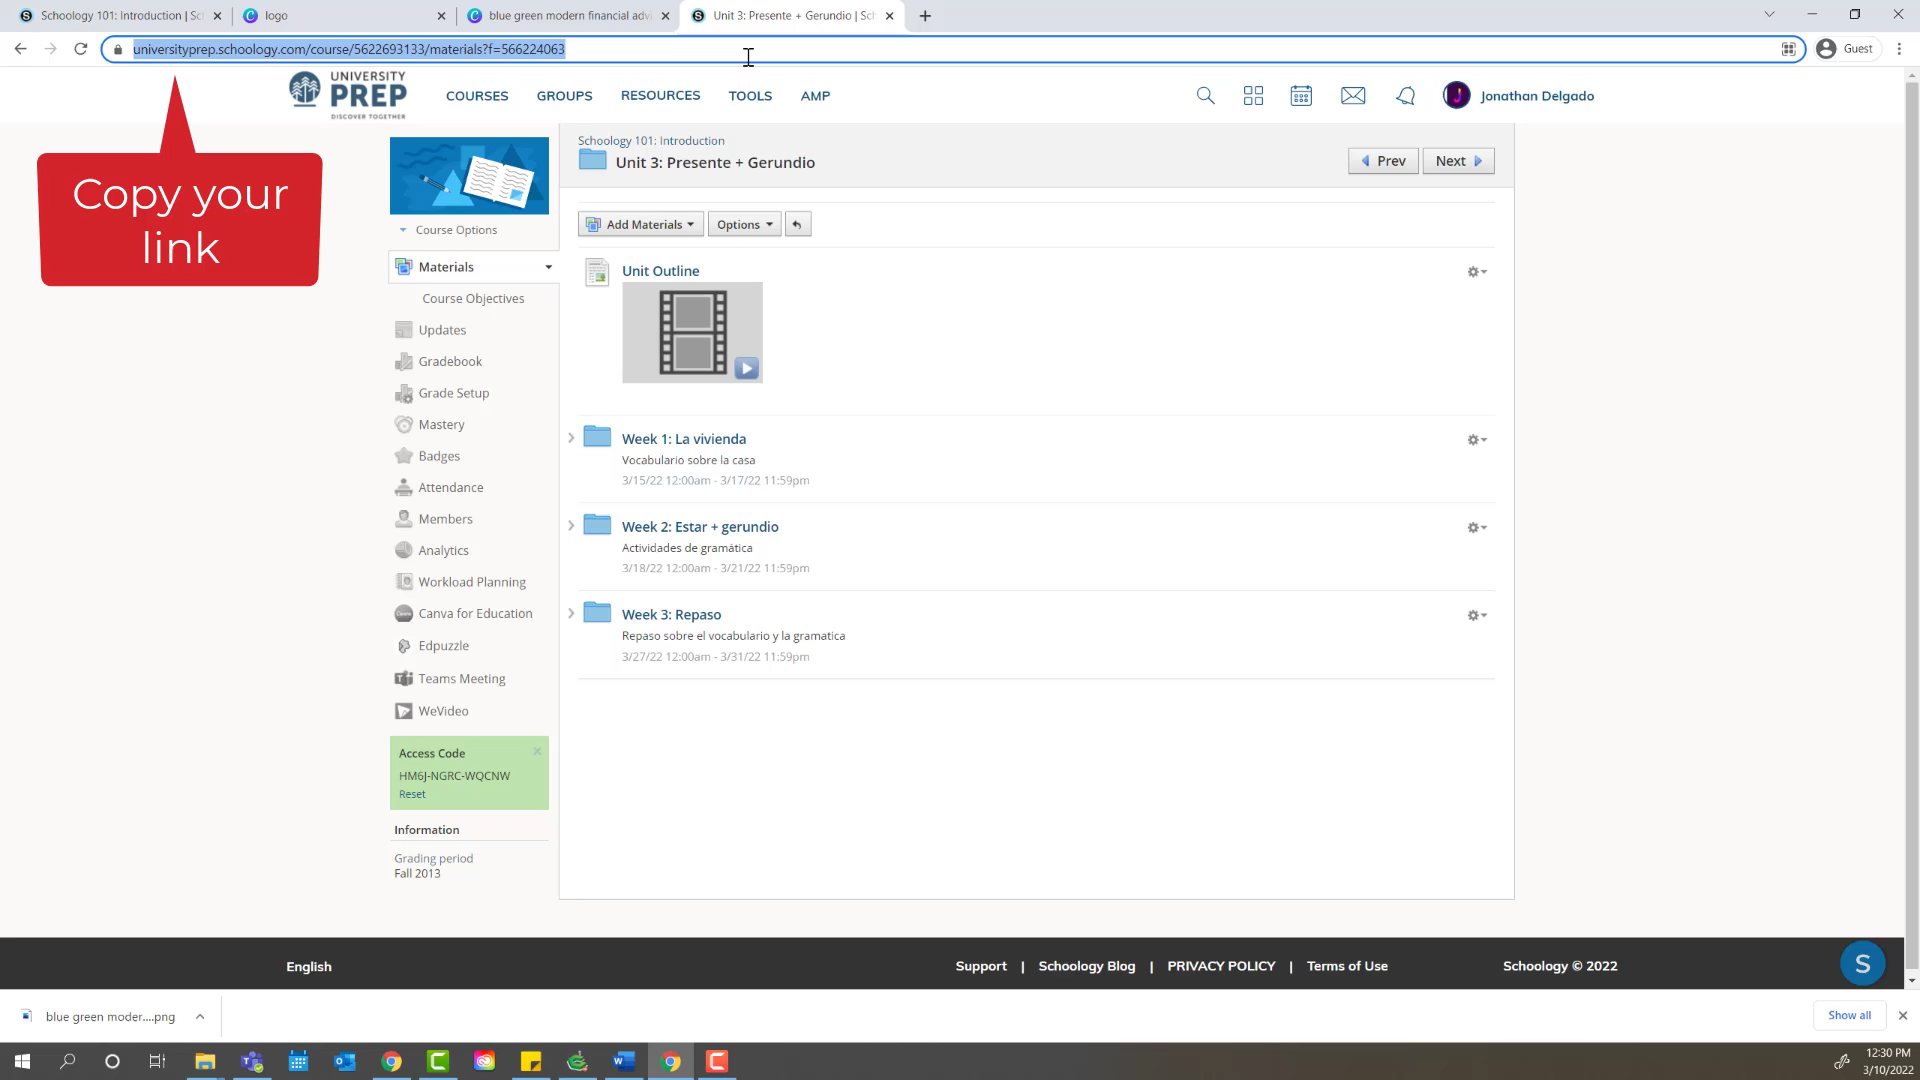 Schoology 101: Introduction | Sc
logo
blue green modern financial advi
Unit 3: Presente + Gerundio | Sch
universityprep.schoology.com/course/5622693133/materials?f=566224063
Guest
UNIVERSITY
PREP
DISCOVER TOGETHER
COURSES
GROUPS
RESOURCES
TOOLS
AMP
Jonathan Delgado
Copy your
link
Schoology 101: Introduction
Unit 3: Presente + Gerundio
Prev
Next
Course Options
Add Materials
Options
Materials
Course Objectives
Updates
Gradebook
Grade Setup
Mastery
Badges
Attendance
Members
Analytics
Workload Planning
Canva for Education
Edpuzzle
Teams Meeting
WeVideo
Access Code
HM6J-NGRC-WQCNW
Reset
Information
Grading period
Fall 2013
Unit Outline
Week 1: La vivienda
Vocabulario sobre la casa
3/15/22 12:00am - 3/17/22 11:59pm
Week 2: Estar + gerundio
Actividades de gramática
3/18/22 12:00am - 3/21/22 11:59pm
Week 3: Repaso
Repaso sobre el vocabulario y la gramatica
3/27/22 12:00am - 3/31/22 11:59pm
English
Support | Schoology Blog | PRIVACY POLICY | Terms of Use
Schoology © 2022
S
blue green moder....png
Show all
12:30 PM
3/10/2022